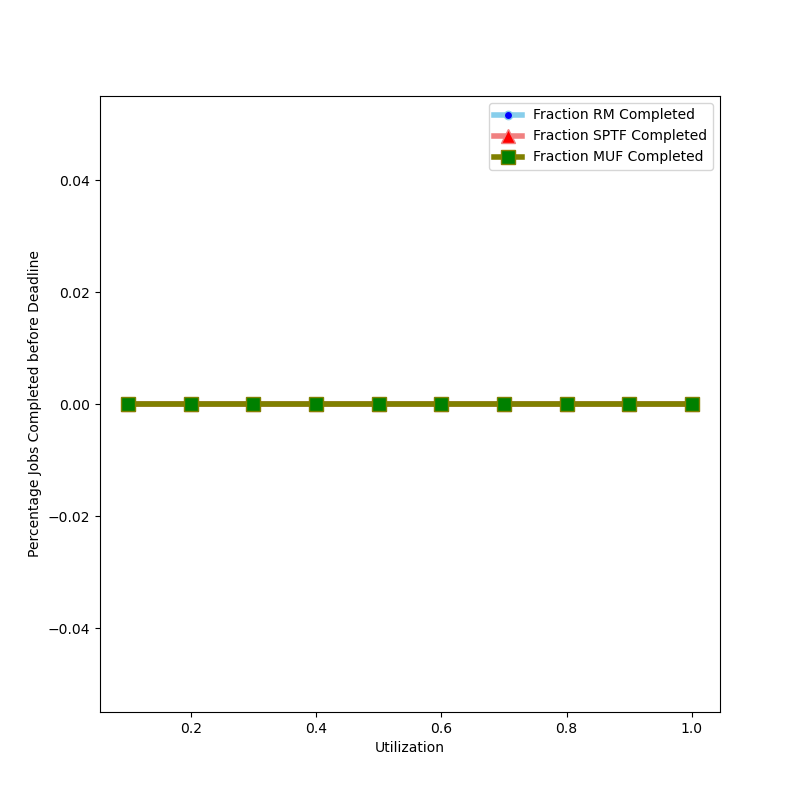 Fraction RM Completed
Fraction SPTF Completed
Fraction MUF Completed
Percentage Jobs Completed before Deadline
0.04
0.02
0.00
−0.02
−0.04
0.2 0.4 0.6 0.8 1.0
Utilization